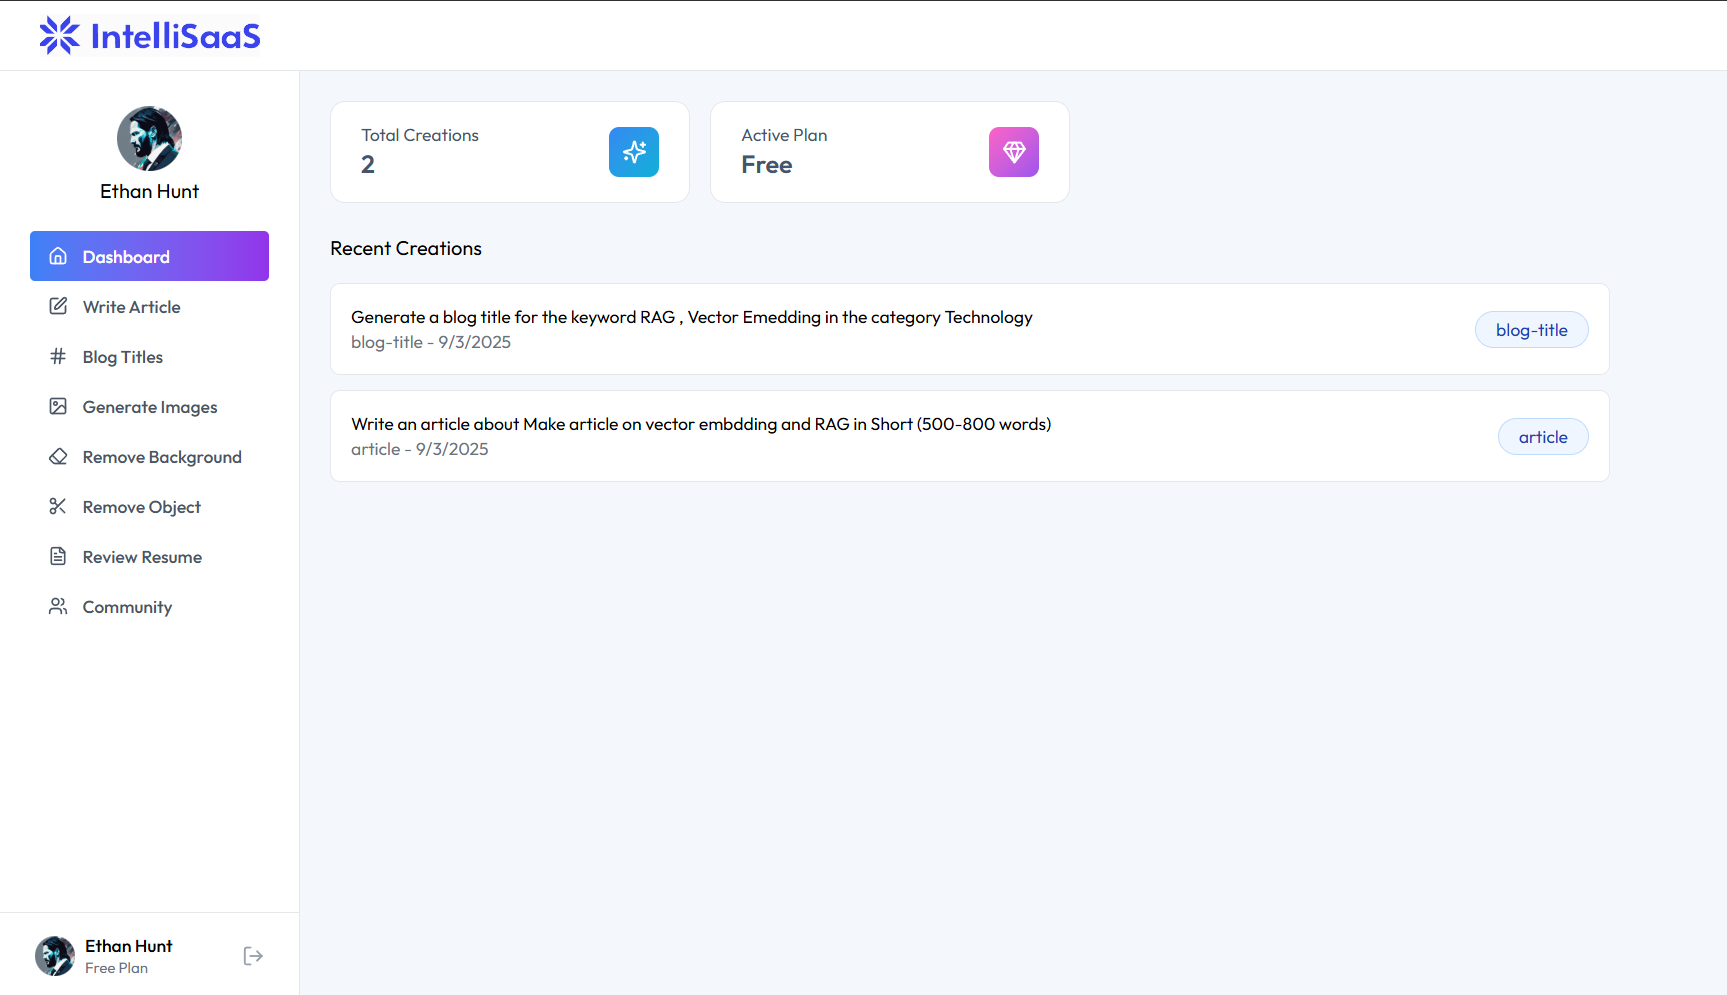 IntelliSaaS
Ethan Hunt
Dashboard
Write Article
Blog Titles
Generate Images
Remove Background
Remove Object
Review Resume
Community
Ethan Hunt
Free Plan
Total Creations
2
Active Plan
Free
Recent Creations
Generate a blog title for the keyword RAG , Vector Emedding in the category Technology
blog-title - 9/3/2025
blog-title
Write an article about Make article on vector embdding and RAG in Short (500-800 words)
article - 9/3/2025
article